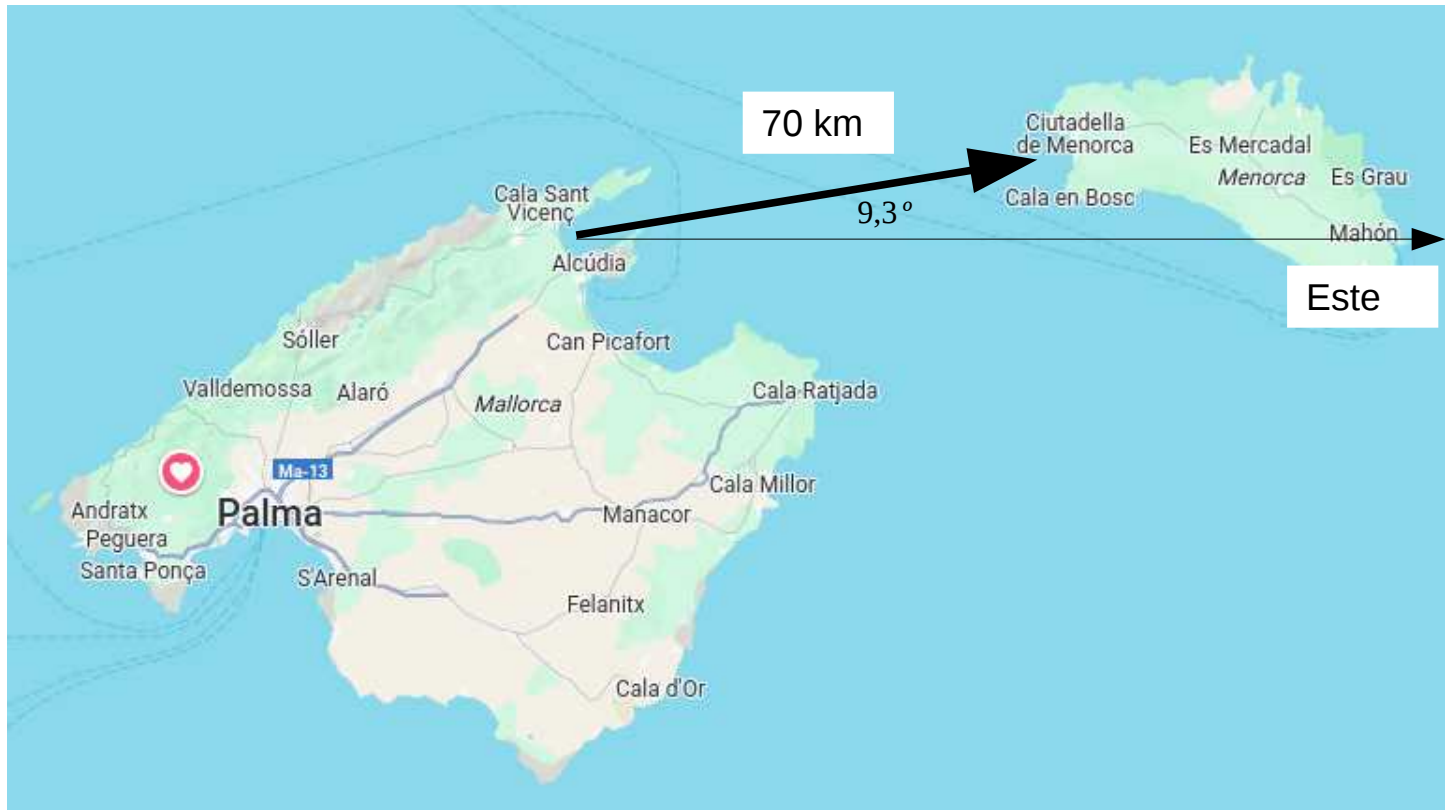 70 km
Ciutadella
de Menorca
Es Mercadal
Menorca
Es Grau
Cala Sant
Vicenç
Cala en Bosc
9,3º
Mahón
Alcúdia
Este
Sóller
Can Picafort
Valldemossa
Alaró
Mallorca
Cala Ratjada
Ma-13
Cala Millor
Andratx
Palma
Manacor
Peguera
Santa Ponça
S'Arenal
Felanitx
Cala d'Or